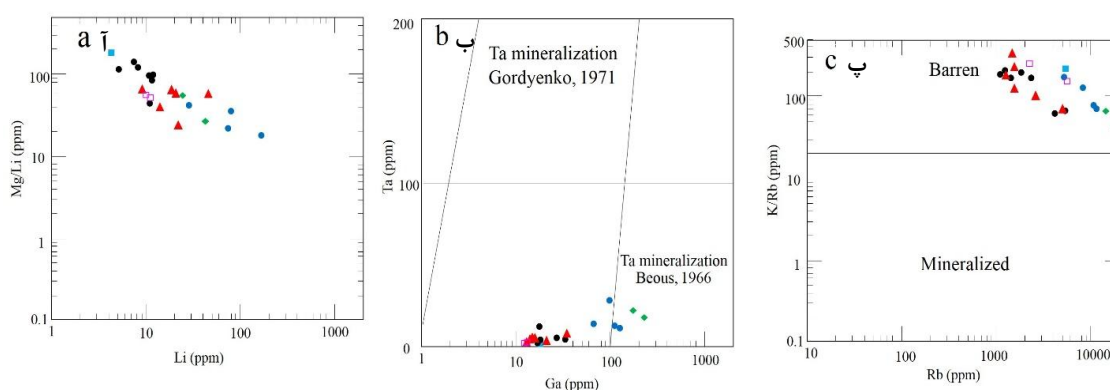 a آ
100
10
1
0.1
Mg/Li (ppm)
1
10
100
1000
Li (ppm)
b ب
Ta mineralization
Gordyenko, 1971
Ta mineralization
Beous, 1966
200
100
0
Ta (ppm)
1
10
100
1000
Ga (ppm)
c پ
Barren
Mineralized
500
100
10
1
0.1
K/Rb (ppm)
10
100
1000
10000
Rb (ppm)